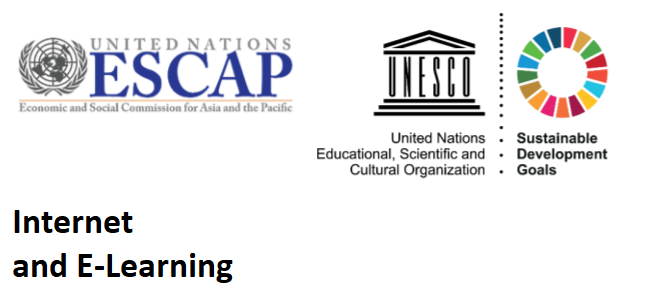 UNITED NATIONS
ESCAP
Economic and Social Commission for Asia and the Pacific
UNESCO
United Nations
Educational, Scientific and
Cultural Organization
Sustainable
Development
Goals
Internet
and E-Learning